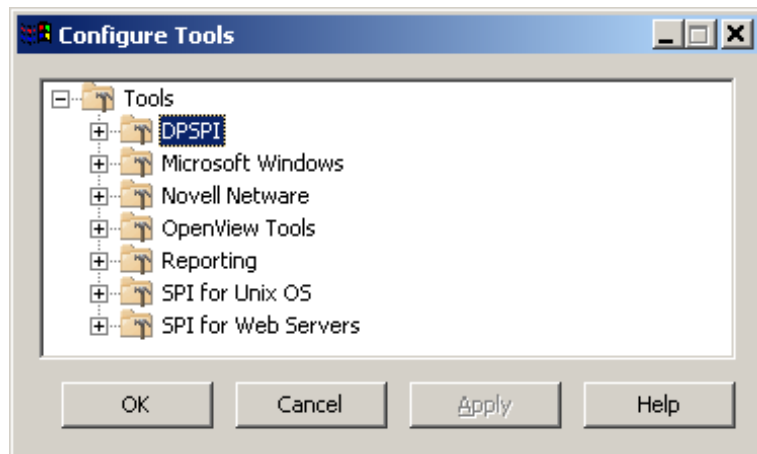 Configure Tools
Tools
DPSPI
Microsoft Windows
Novell Netware
OpenView Tools
Reporting
SPI for Unix OS
SPI for Web Servers
OK Cancel Apply Help